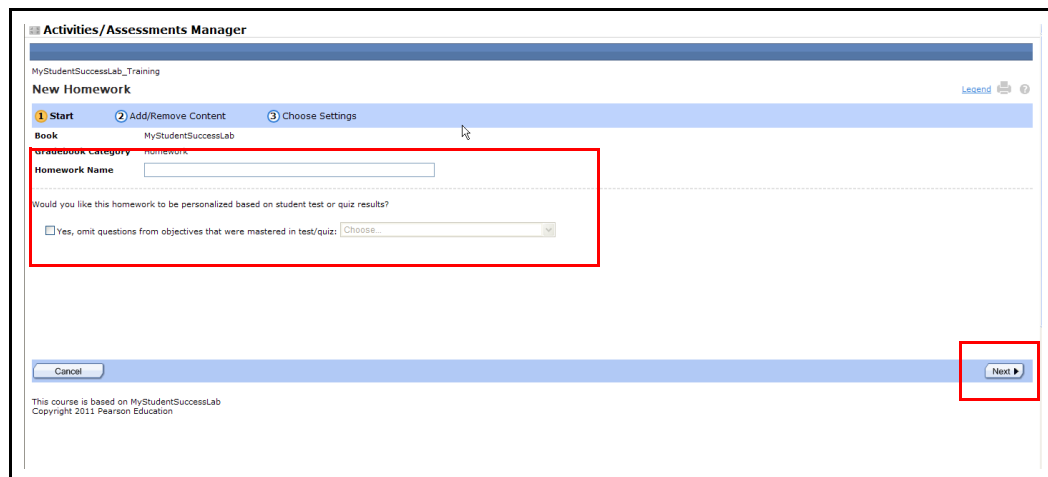 Activities/Assessments Manager
MyStudentSuccessLab_Training
New Homework
Legend
1 Start 2 Add/Remove Content 3 Choose Settings
Book MyStudentSuccessLab
Gradebook Category Homework
Homework Name
Would you like this homework to be personalized based on student test or quiz results?
Yes, omit questions from objectives that were mastered in test/quiz: Choose...
Cancel
Next
This course is based on MyStudentSuccessLab
Copyright 2011 Pearson Education